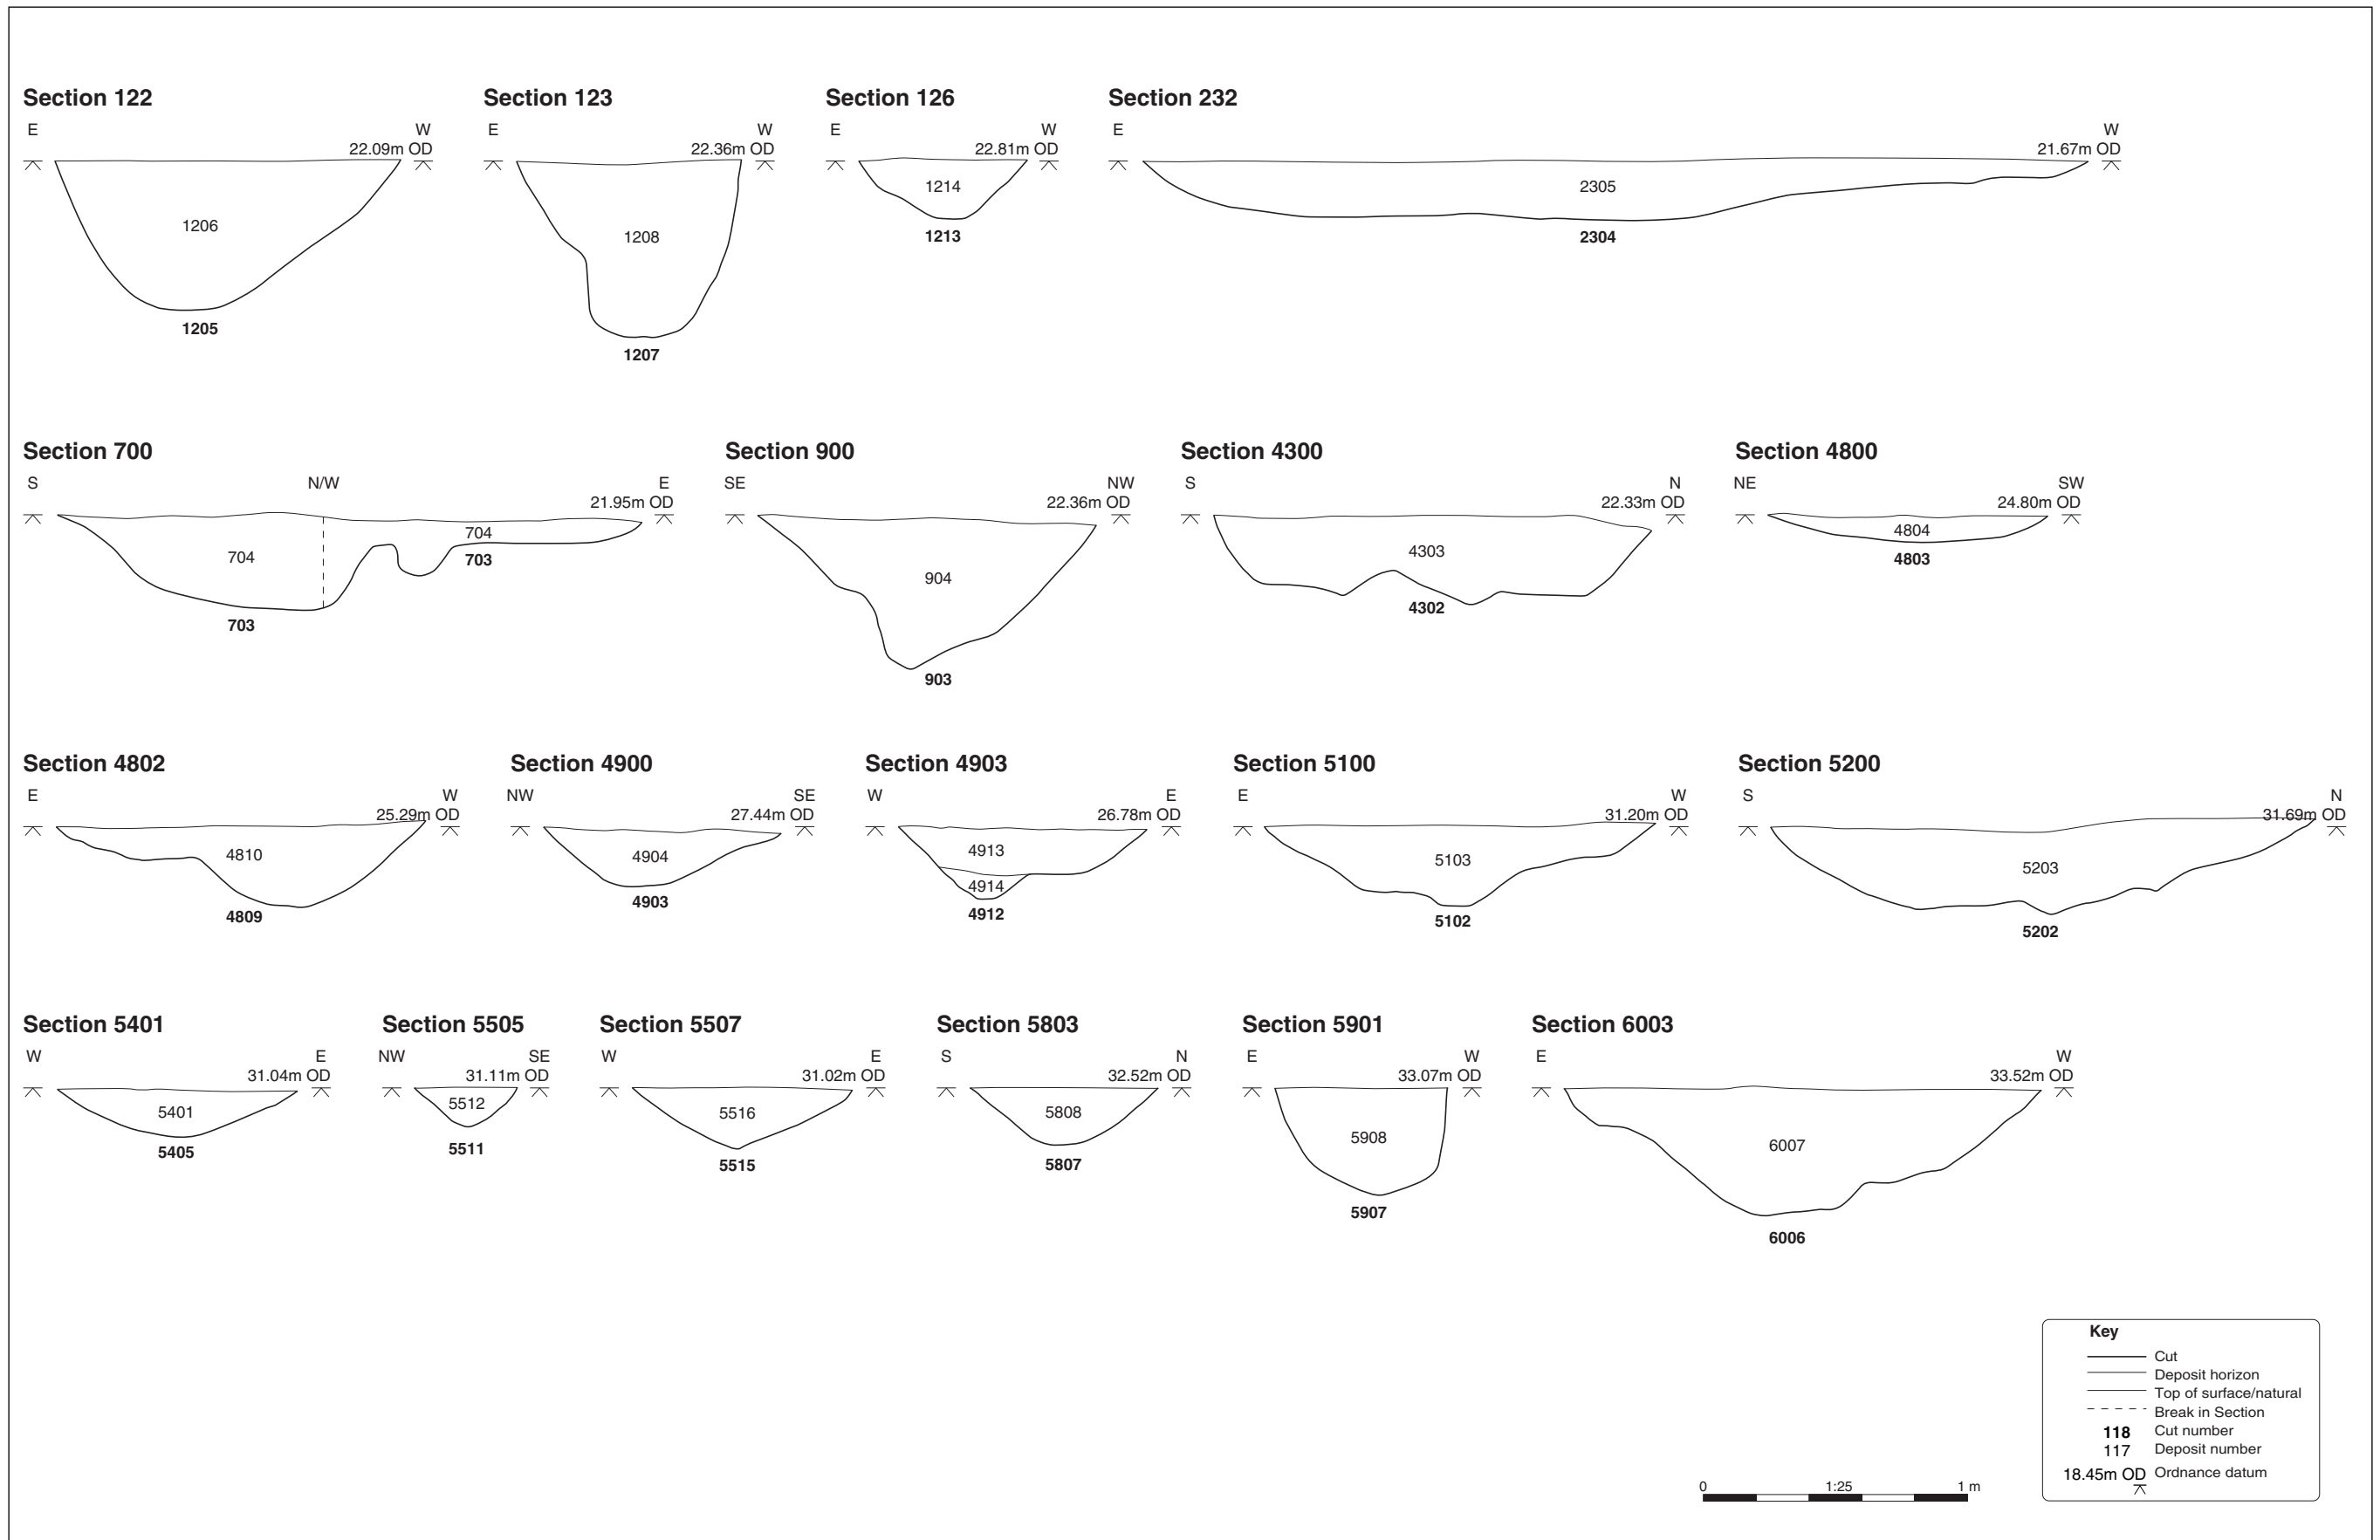 Section 122
E W
22.09m OD
1206
1205
Section 123
E W
22.36m OD
1208
1207
Section 126
E W
22.81m OD
1214
1213
Section 232
E W
21.67m OD
2305
2304
Section 700
S N/W E
21.95m OD
704
704
703
703
Section 900
SE NW
22.36m OD
904
903
Section 4300
S N
22.33m OD
4303
4302
Section 4800
NE SW
24.80m OD
4804
4803
Section 4802
E W
25.29m OD
4810
4809
Section 4900
NW SE
27.44m OD
4904
4903
Section 4903
W E
26.78m OD
4913
4914
4912
Section 5100
E W
31.20m OD
5103
5102
Section 5200
S N
31.69m OD
5203
5202
Section 5401
W E
31.04m OD
5401
5405
Section 5505
NW SE
31.11m OD
5512
5511
Section 5507
W E
31.02m OD
5516
5515
Section 5803
S N
32.52m OD
5808
5807
Section 5901
E W
33.07m OD
5908
5907
Section 6003
E W
33.52m OD
6007
6006
Key
Cut
Deposit horizon
Top of surface/natural
Break in Section
118 Cut number
117 Deposit number
18.45m OD Ordnance datum
0 1:25 1 m